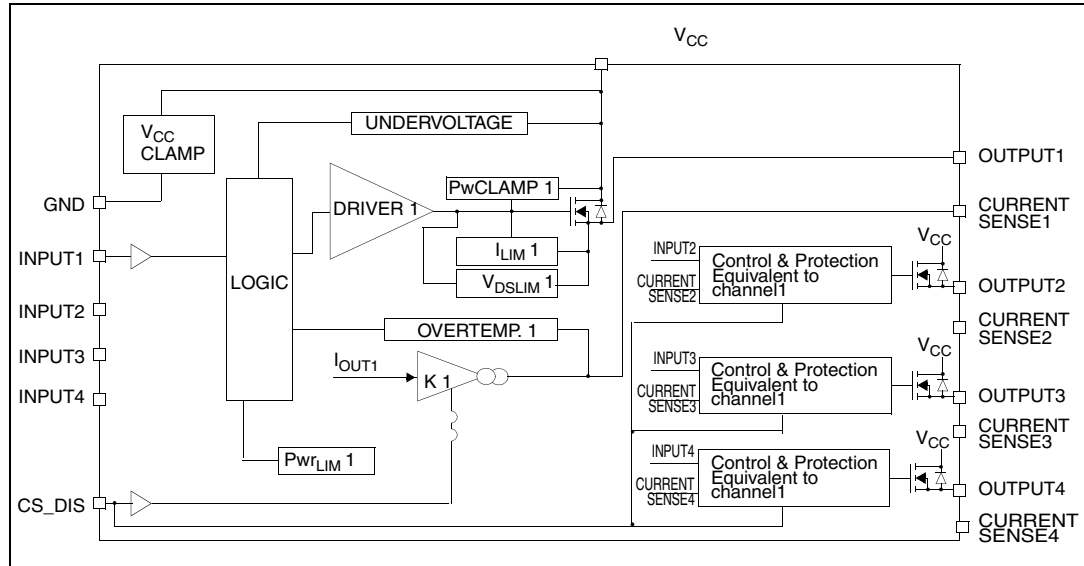 VCC
VCC
CLAMP
UNDERVOLTAGE
OUTPUT1
PwCLAMP 1
GND
DRIVER 1
CURRENT
SENSE1
INPUT1
LOGIC
ILIM 1
VDSLIM 1
INPUT2
CURRENT
SENSE2
Control & Protection
Equivalent to
channel1
VCC
OUTPUT2
INPUT2
OVERTEMP. 1
CURRENT
SENSE2
INPUT3
IOUT1
K 1
INPUT3
CURRENT
SENSE3
Control & Protection
Equivalent to
channel1
VCC
OUTPUT3
INPUT4
CURRENT
SENSE3
PwrLIM 1
INPUT4
CURRENT
SENSE4
Control & Protection
Equivalent to
channel1
VCC
OUTPUT4
CS_DIS
CURRENT
SENSE4